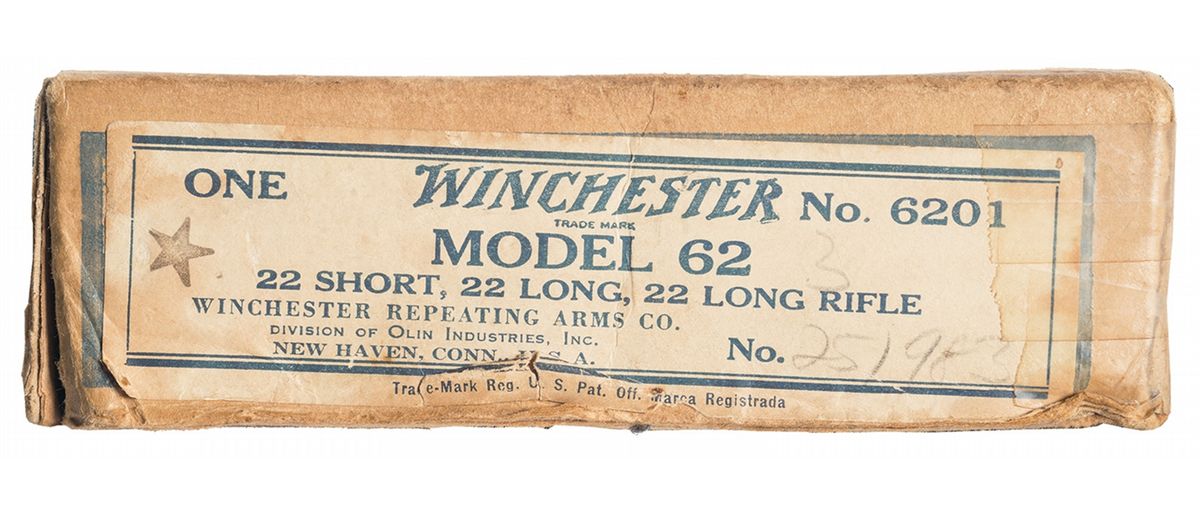 ONE WINCHESTER No. 6201
TRADE MARK
MODEL 62
3
22 SHORT, 22 LONG, 22 LONG RIFLE
WINCHESTER REPEATING ARMS CO.
DIVISION OF OLIN INDUSTRIES, INC.
NEW HAVEN, CONN., U.S.A.
No. 251983
Trade-Mark Reg. U. S. Pat. Off. Marca Registrada